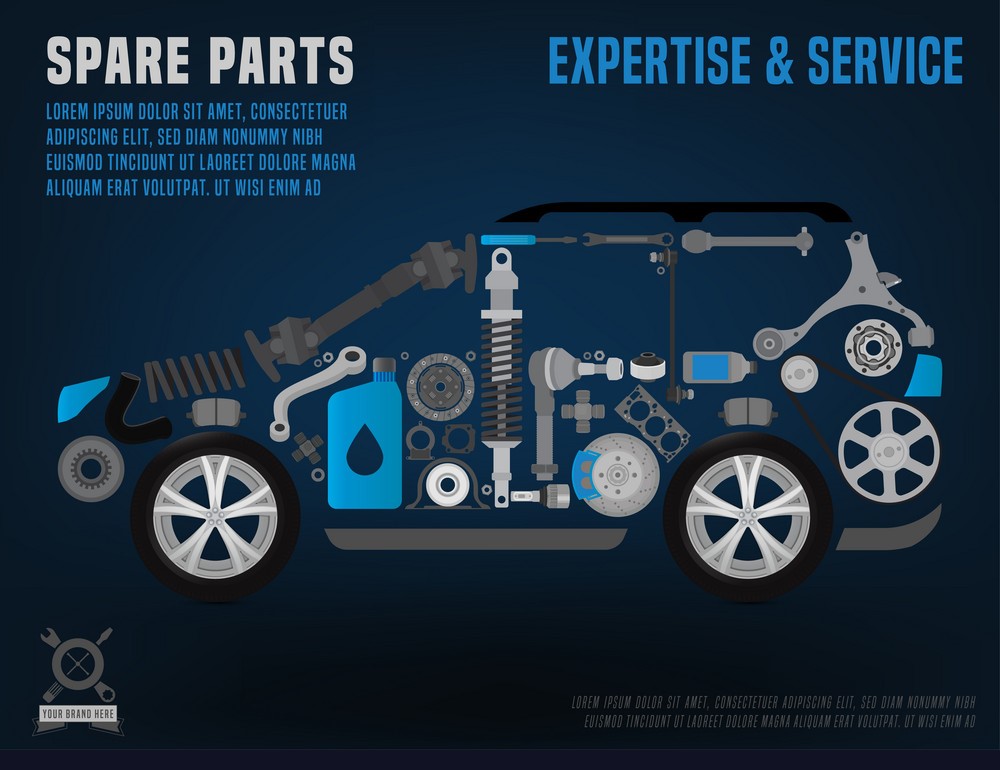 SPARE PARTS
EXPERTISE & SERVICE
LOREM IPSUM DOLOR SIT AMET, CONSECTETUER
ADIPISCING ELIT, SED DIAM NONUMMY NIBH
EUISMOD TINCIDUNT UT LAOREET DOLORE MAGNA
ALIQUAM ERAT VOLUTPAT. UT WISI ENIM AD
YOUR BRAND HERE
LOREM IPSUM DOLOR SIT AMET, CONSECTETUER ADIPISCING ELIT, SED DIAM NONUMMY NIBH
EUISMOD TINCIDUNT UT LAOREET DOLORE MAGNA ALIQUAM ERAT VOLUTPAT. UT WISI ENIM AD